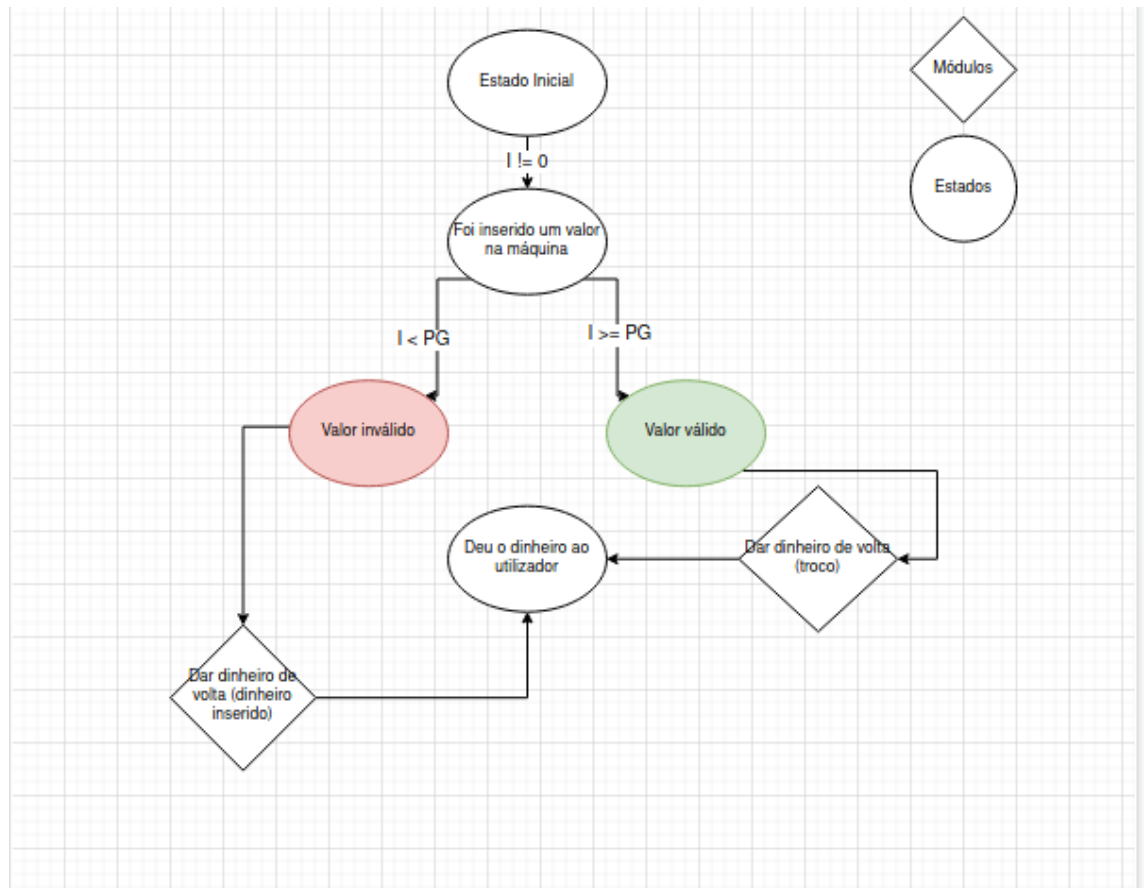 Estado Inicial
Módulos
I != 0
Estados
Foi inserido um valor
na máquina
I < PG
I >= PG
Valor inválido
Valor válido
Deu o dinheiro ao
utilizador
Dar dinheiro de volta
(troco)
Dar dinheiro de
volta (dinheiro
inserido)